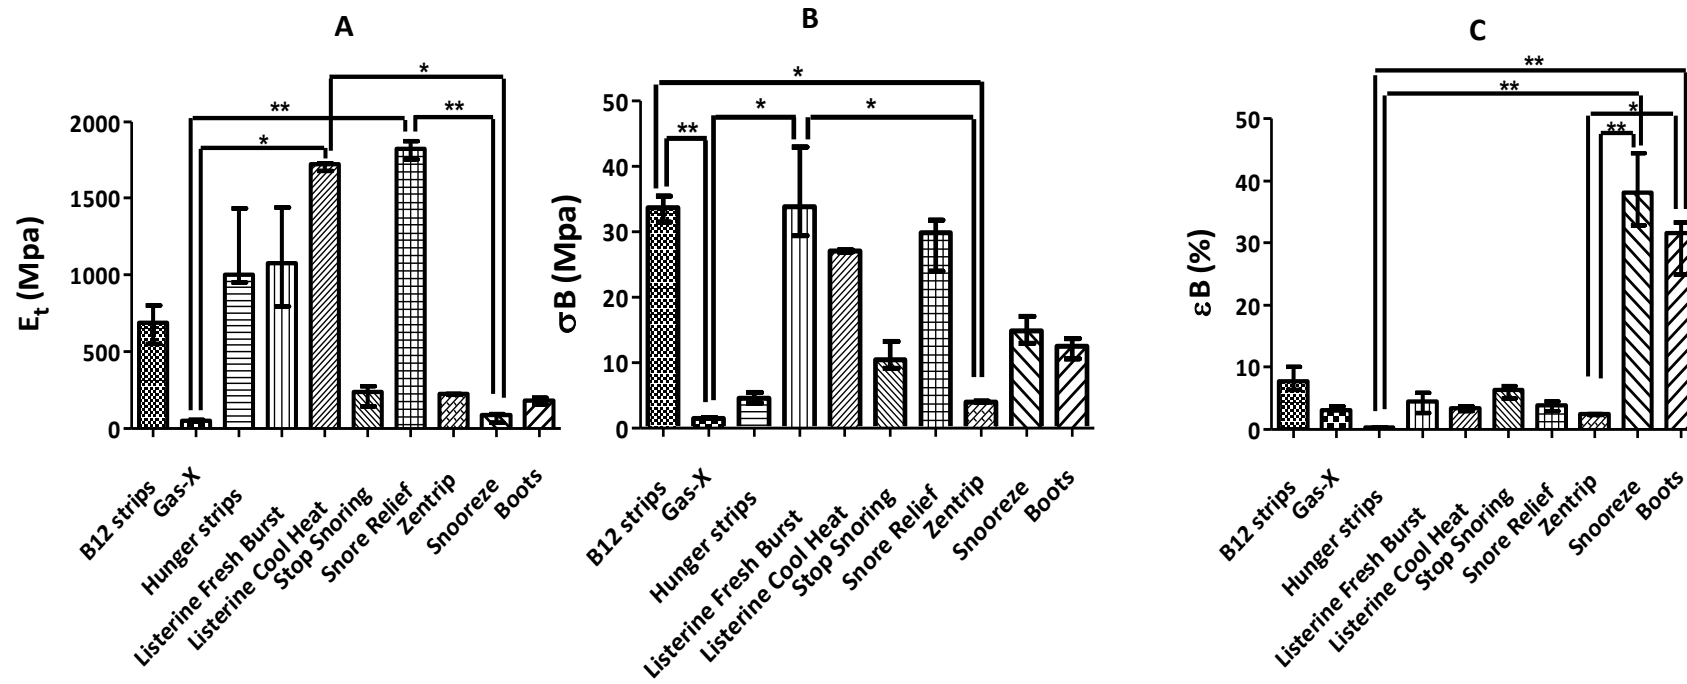 A
B
C
*
**
**
*
2000
1500
1000
500
0
E_t (Mpa)
B12 strips
Gas-X
Hunger strips
Listerine Fresh Burst
Listerine Cool Heat
Stop Snoring
Snore Relief
Zentrip
Snooreze
Boots
*
*
*
**
50
40
30
20
10
0
σB (Mpa)
B12 strips
Gas-X
Hunger strips
Listerine Fresh Burst
Listerine Cool Heat
Stop Snoring
Snore Relief
Zentrip
Snooreze
Boots
**
**
*
**
50
40
30
20
10
0
εB (%)
B12 strips
Gas-X
Hunger strips
Listerine Fresh Burst
Listerine Cool Heat
Stop Snoring
Snore Relief
Zentrip
Snooreze
Boots